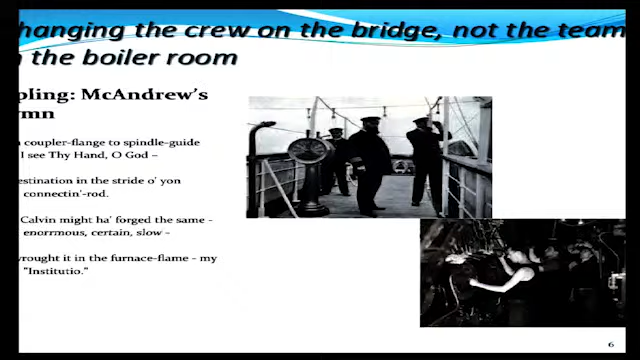 hanging the crew on the bridge, not the team
n the boiler room
pling: McAndrew's
mn
coupler-flange to spindle-guide
I see Thy Hand, O God –
estination in the stride o' yon
connectin'-rod.
Calvin might ha' forged the same -
enorrmous, certain, slow –
wrought it in the furnace-flame - my
"Institutio."
6